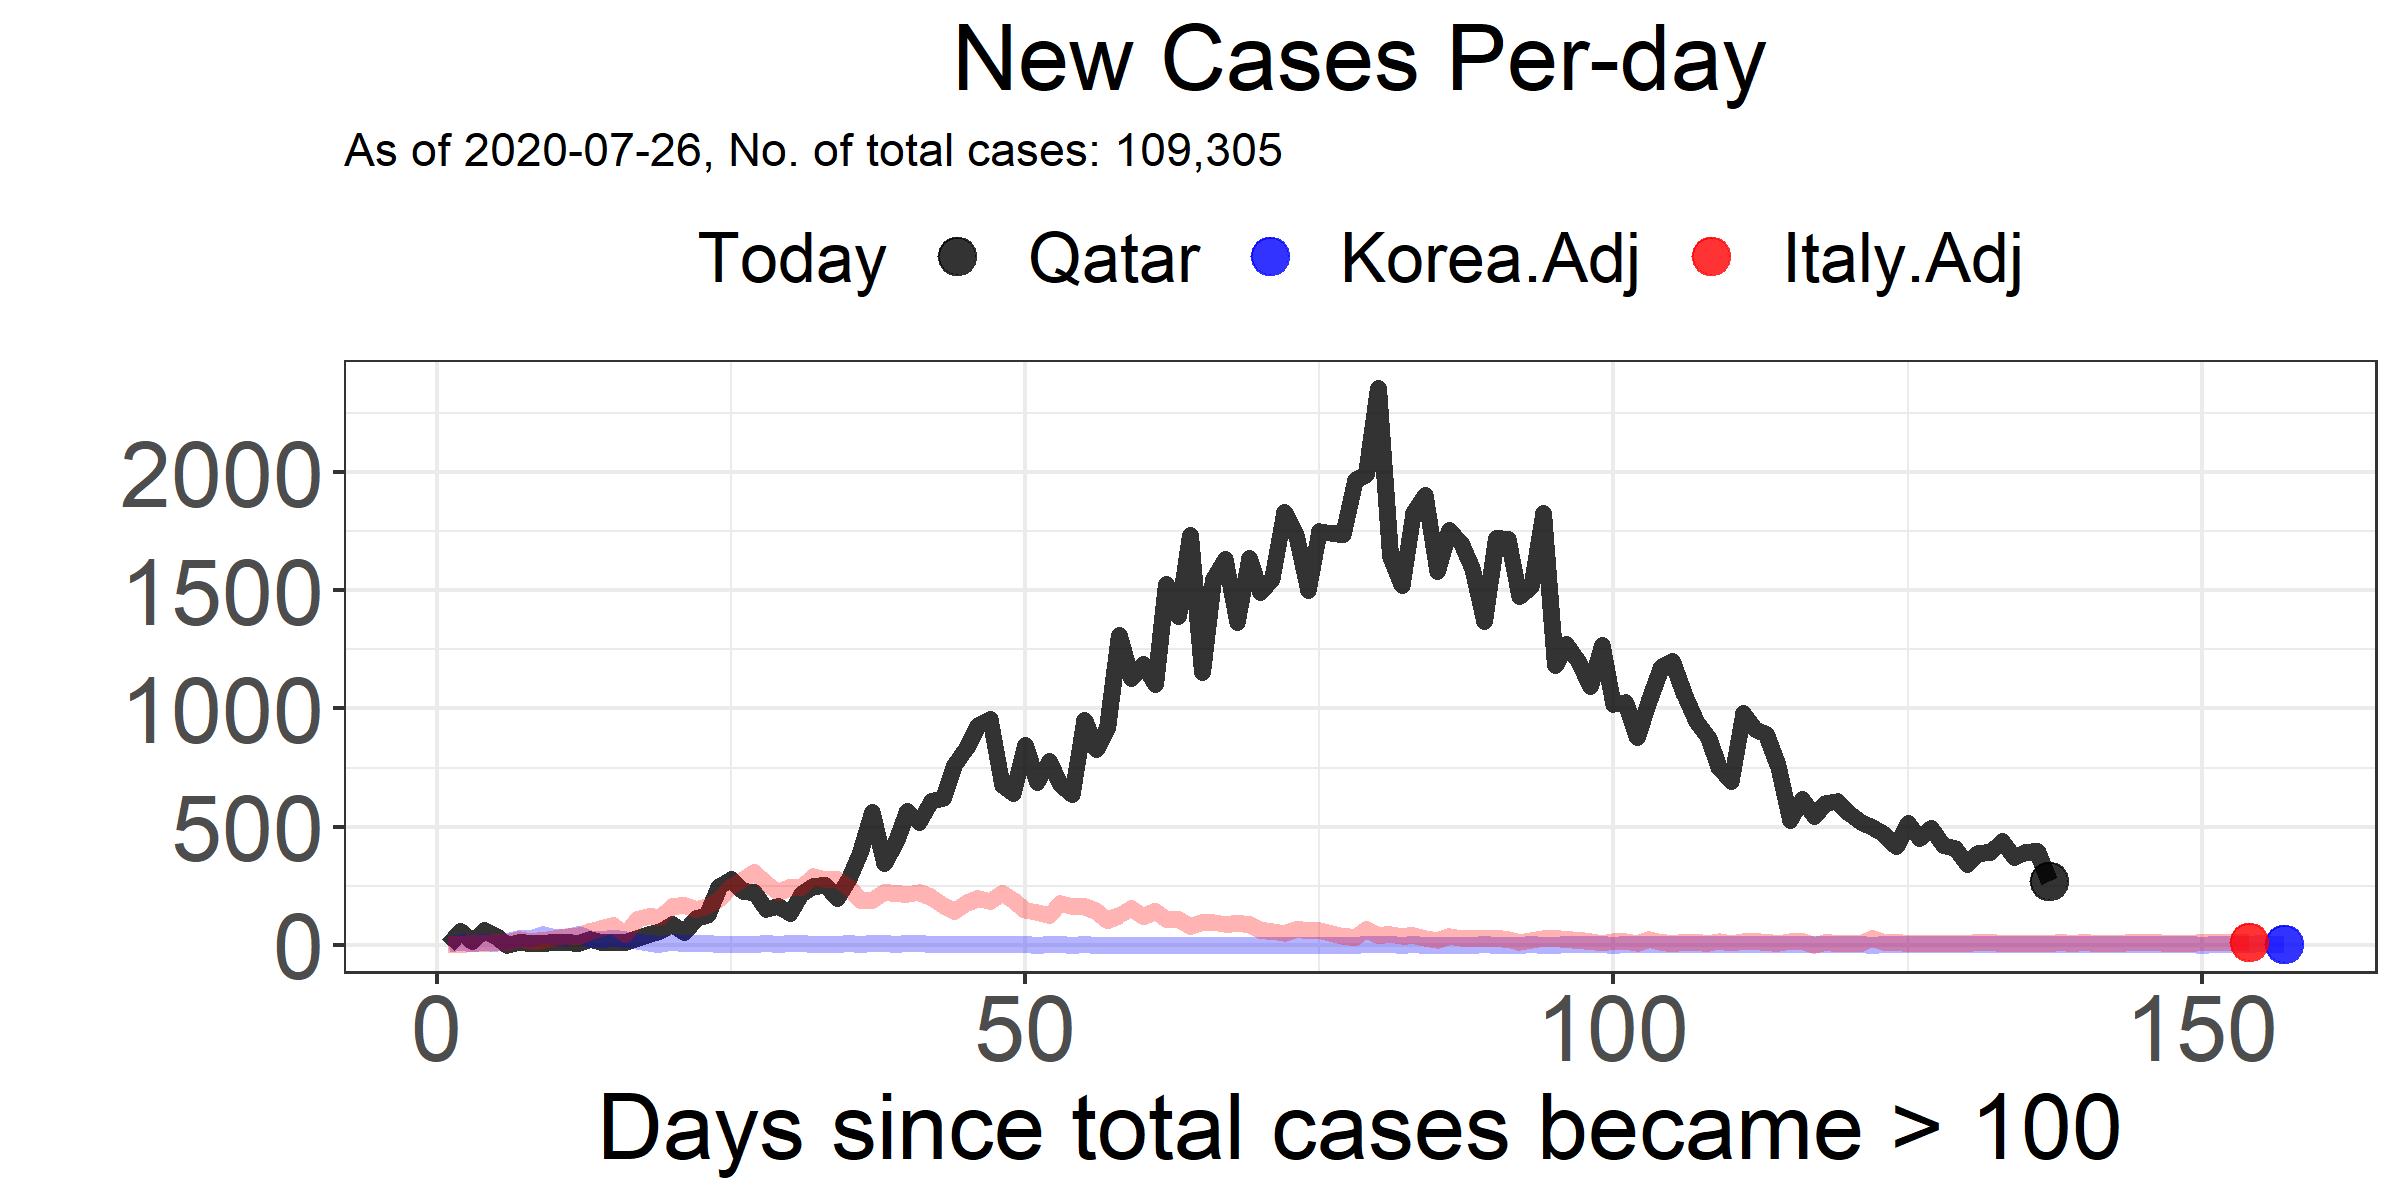 New Cases Per-day
As of 2020-07-26, No. of total cases: 109,305
Today Qatar Korea.Adj Italy.Adj
2000
1500
1000
500
0
0 50 100 150
Days since total cases became > 100